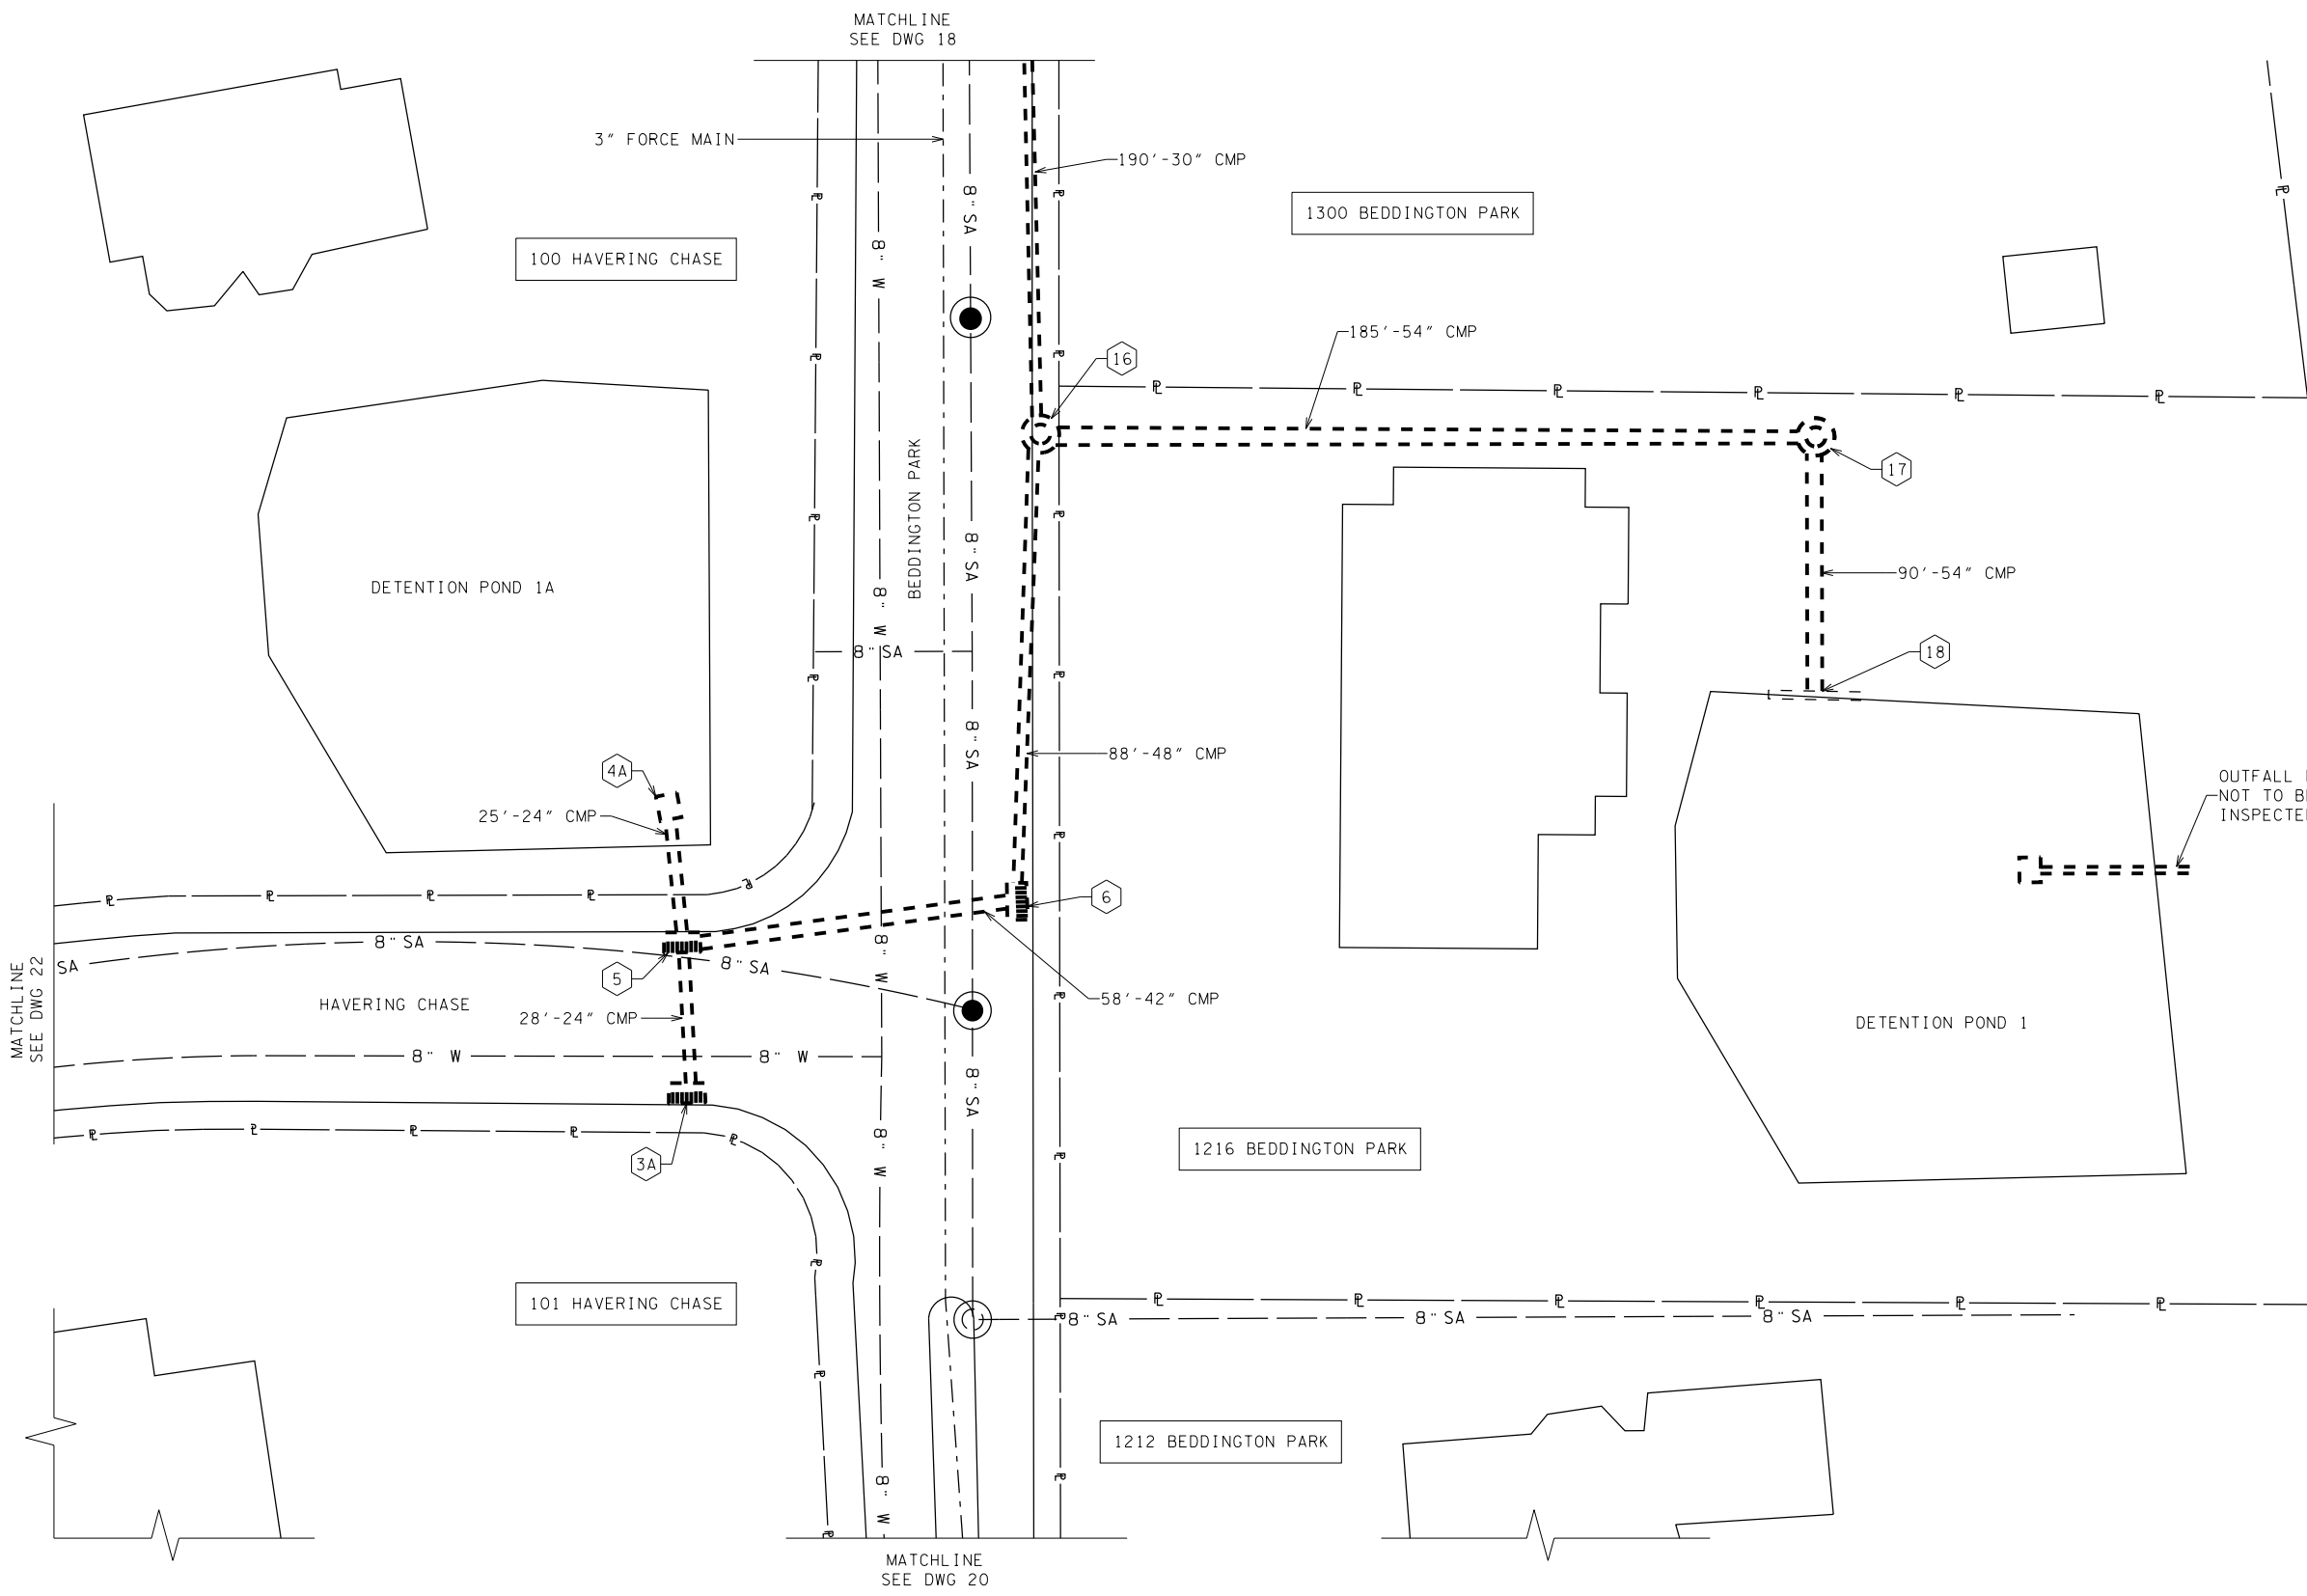 MATCHLINE
SEE DWG 18
3" FORCE MAIN
190'-30" CMP
1300 BEDDINGTON PARK
100 HAVERING CHASE
8" SA
8" W
℄
185'-54" CMP
16
17
BEDDINGTON PARK
8" SA
8" W
DETENTION POND 1A
90'-54" CMP
8" SA
18
8" SA
88'-48" CMP
4A
25'-24" CMP
OUTFALL
NOT TO
6
8" SA
SA
8" SA
8" W
5
MATCHLINE
SEE DWG 22
HAVERING CHASE
28'-24" CMP
58'-42" CMP
DETENTION POND 1
8" W
8" W
8" SA
8" W
1216 BEDDINGTON PARK
3A
101 HAVERING CHASE
8" SA
8" SA
8" SA
1212 BEDDINGTON PARK
8" W
MATCHLINE
SEE DWG 20